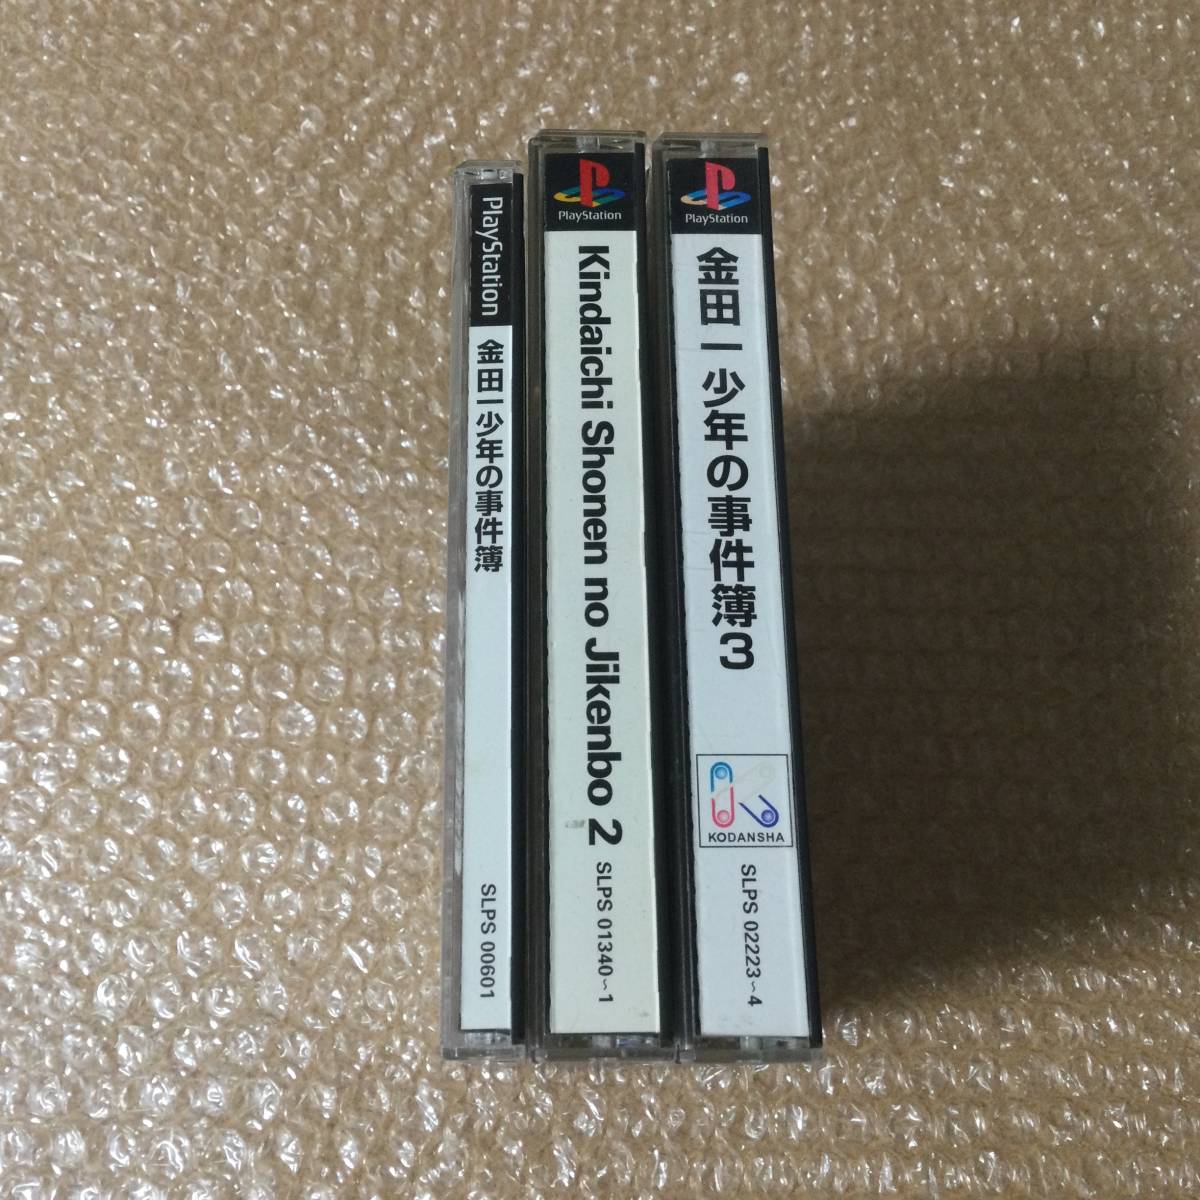 PlayStation
金田一少年の事件簿
SLPS 00601
PlayStation
Kindaichi Shonen no Jikenbo 2
SLPS 01340~1
PlayStation
金田一少年の事件簿3
KODANSHA
SLPS 02223~4